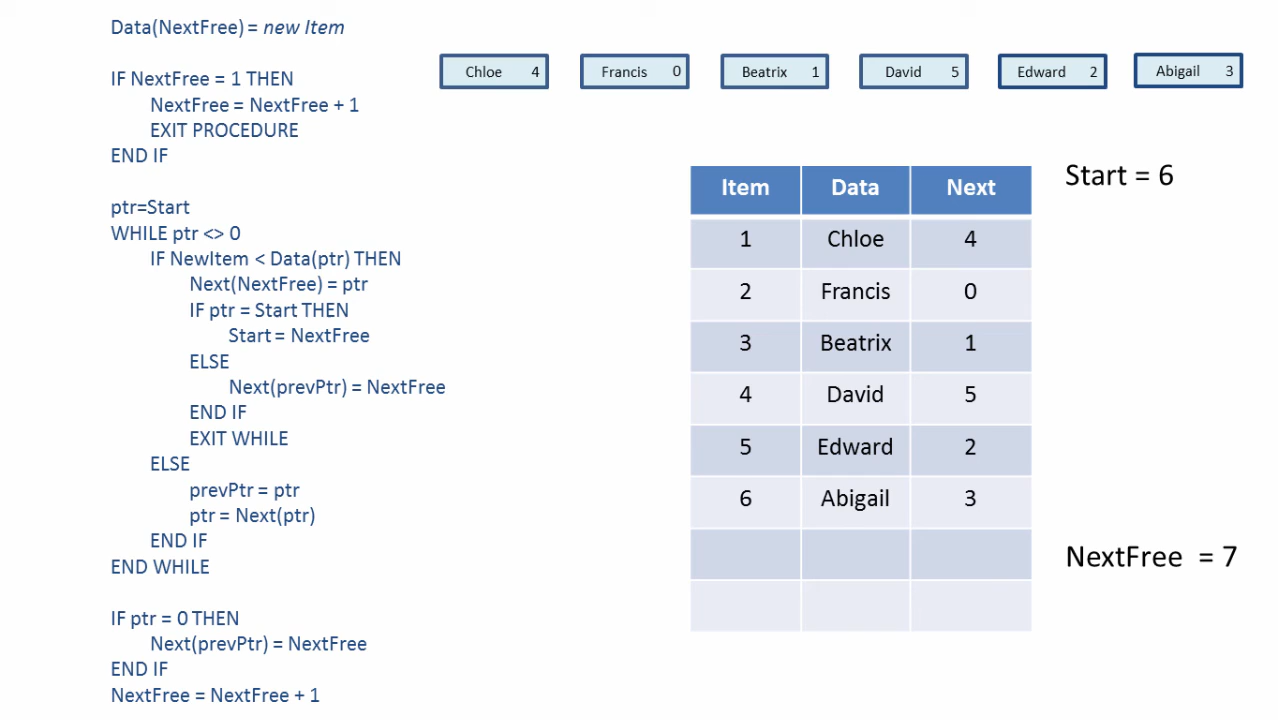 Data(NextFree) = new Item
IF NextFree = 1 THEN
NextFree = NextFree + 1
EXIT PROCEDURE
END IF
ptr=Start
WHILE ptr <> 0
IF NewItem < Data(ptr) THEN
Next(NextFree) = ptr
IF ptr = Start THEN
Start = NextFree
ELSE
Next(prevPtr) = NextFree
END IF
EXIT WHILE
ELSE
prevPtr = ptr
ptr = Next(ptr)
END IF
END WHILE
IF ptr = 0 THEN
Next(prevPtr) = NextFree
END IF
NextFree = NextFree + 1
Chloe 4 Francis 0 Beatrix 1 David 5 Edward 2 Abigail 3
Item Data Next
1 Chloe 4
2 Francis 0
3 Beatrix 1
4 David 5
5 Edward 2
6 Abigail 3
Start = 6
NextFree = 7